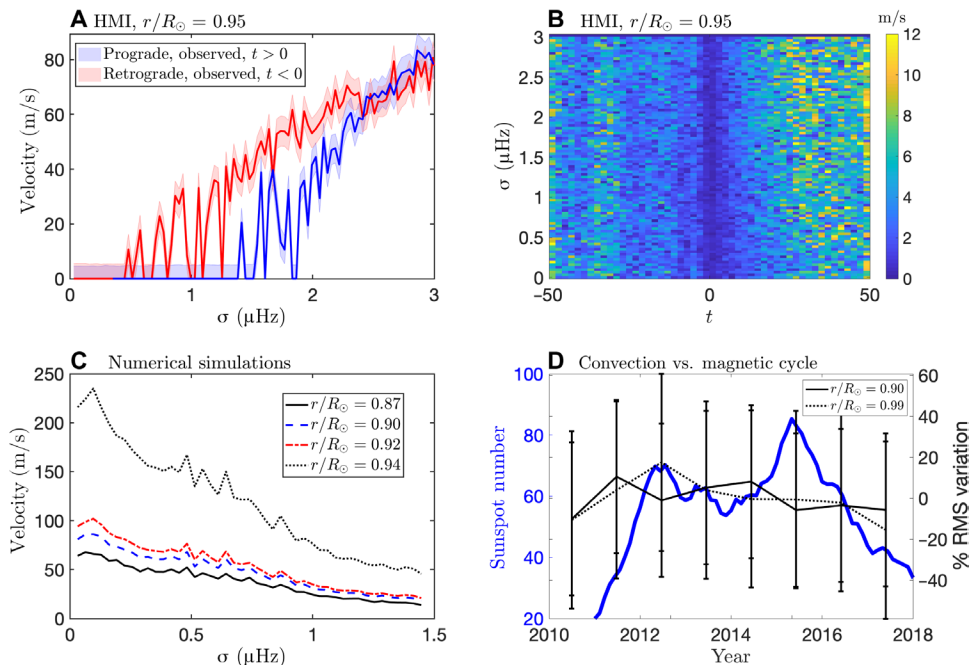 A HMI, r/R⊙ = 0.95
Prograde, observed, t > 0
Retrograde, observed, t < 0
Velocity (m/s)
80
60
40
20
0
0 1 2 3
σ (μHz)
B HMI, r/R⊙ = 0.95
m/s
σ (μHz)
3
2.5
2
1.5
1
0.5
0
-50 0 50
t
12
10
8
6
4
2
0
C Numerical simulations
r/R⊙ = 0.87
r/R⊙ = 0.90
r/R⊙ = 0.92
r/R⊙ = 0.94
Velocity (m/s)
250
200
150
100
50
0
0 0.5 1 1.5
σ (μHz)
D Convection vs. magnetic cycle
r/R⊙ = 0.90
r/R⊙ = 0.99
Sunspot number
100
80
60
40
20
2010 2012 2014 2016 2018
Year
60
40
20
0
-20
-40
% RMS variation